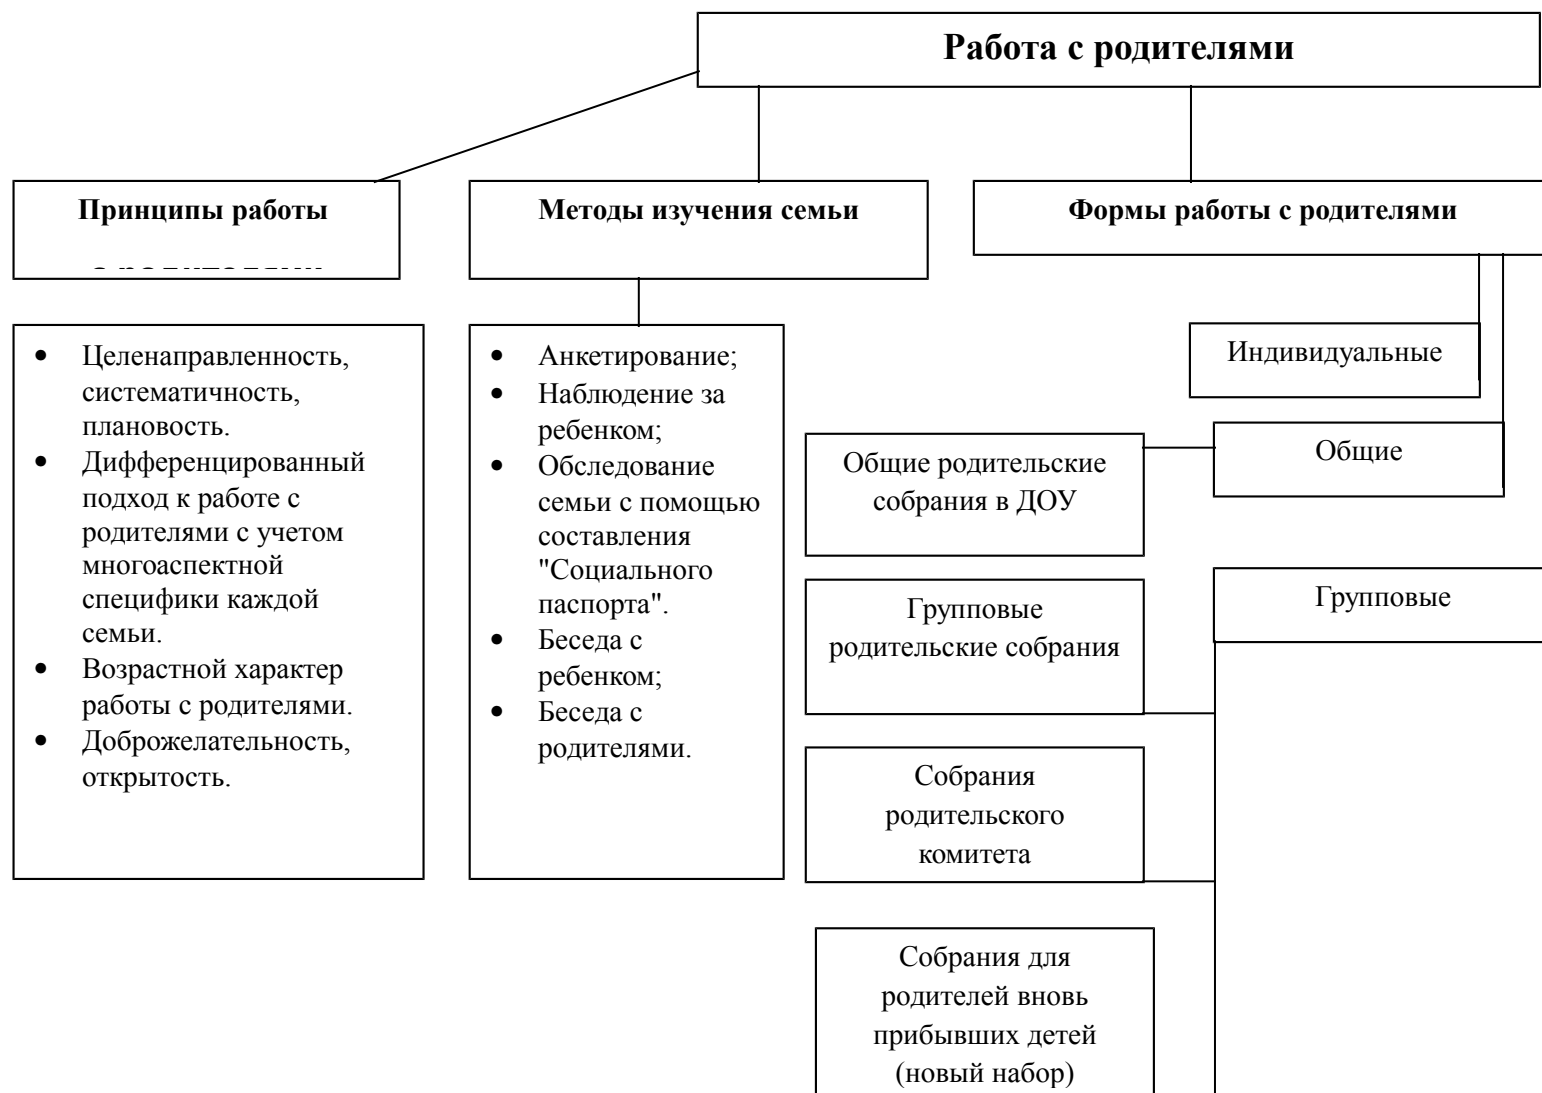 Работа с родителями
Принципы работы
Методы изучения семьи
Формы работы с родителями
• Целенаправленность,
систематичность,
плановость.
• Дифференцированный
подход к работе с
родителями с учетом
многоаспектной
специфики каждой
семьи.
• Возрастной характер
работы с родителями.
• Доброжелательность,
открытость.
• Анкетирование;
• Наблюдение за
ребенком;
• Обследование
семьи с помощью
составления
"Социального
паспорта".
• Беседа с
ребенком;
• Беседа с
родителями.
Индивидуальные
Общие
Общие родительские
собрания в ДОУ
Групповые
Групповые
родительские собрания
Собрания
родительского
комитета
Собрания для
родителей вновь
прибывших детей
(новый набор)